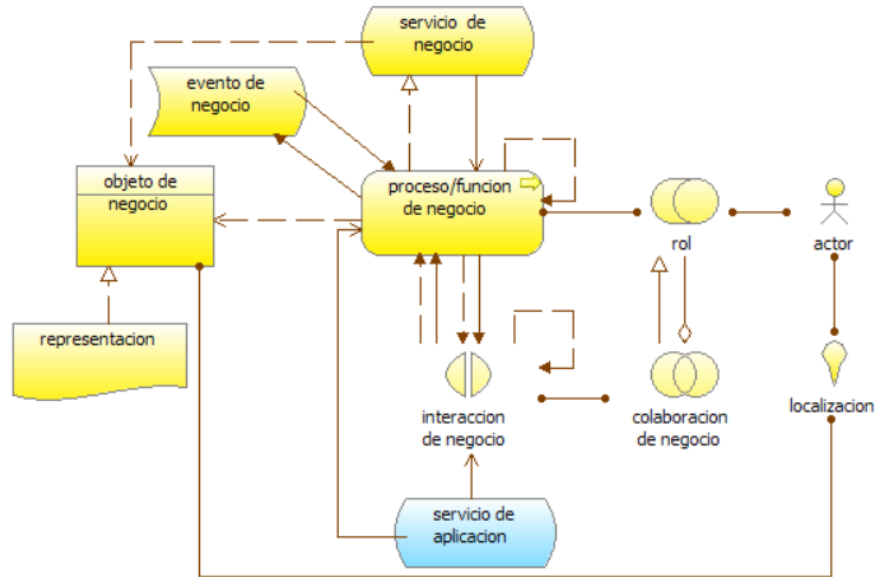 servicio de
negocio
evento de
negocio
objeto de
negocio
proceso/funcion
de negocio
rol
actor
representacion
interaccion
de negocio
colaboracion
de negocio
localizacion
servicio de
aplicacion